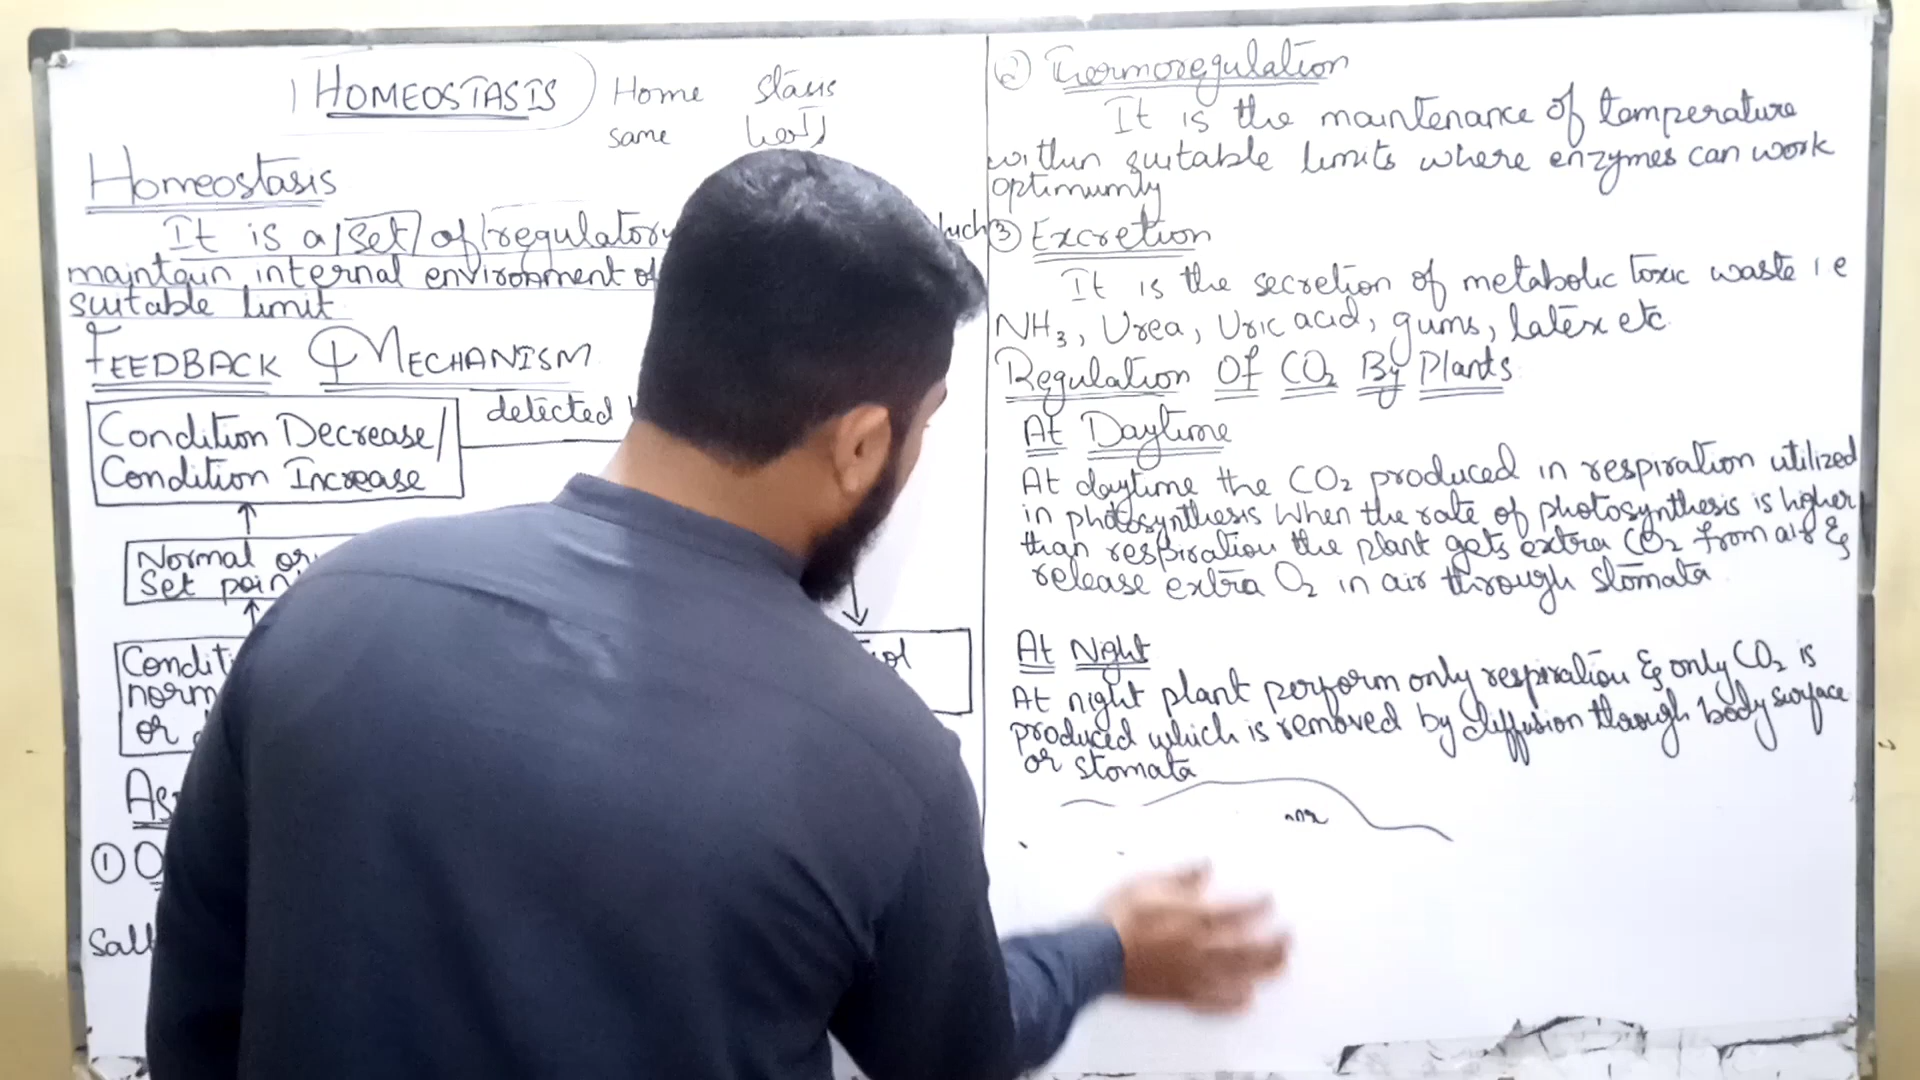 HOMEOSTASIS
Home staus
same
Homeostasis
It is a set of regulatory
maintain internal environment of
suitable limit
FEEDBACK MECHANISM
Condition Decrease/
Condition Increase
detected
Normal or
Set poin
Condit
norm
or
① O
② Thermoregulation
It is the maintenance of temperature
within suitable limits where enzymes can work
optimumly
③ Excretion
It is the secretion of metabolic toxic waste i.e
NH₃, Urea, Uric acid, gums, latex etc
Regulation Of CO₂ By Plants
At Daytime
At daytime the CO₂ produced in respiration utilized
in photosynthesis when the rate of photosynthesis is higher
than respiration the plant gets extra CO₂ from air &
release extra O₂ in air through stomata
At Night
At night plant perform only respiration & only CO₂ is
produced which is removed by diffusion through body surface
or stomata